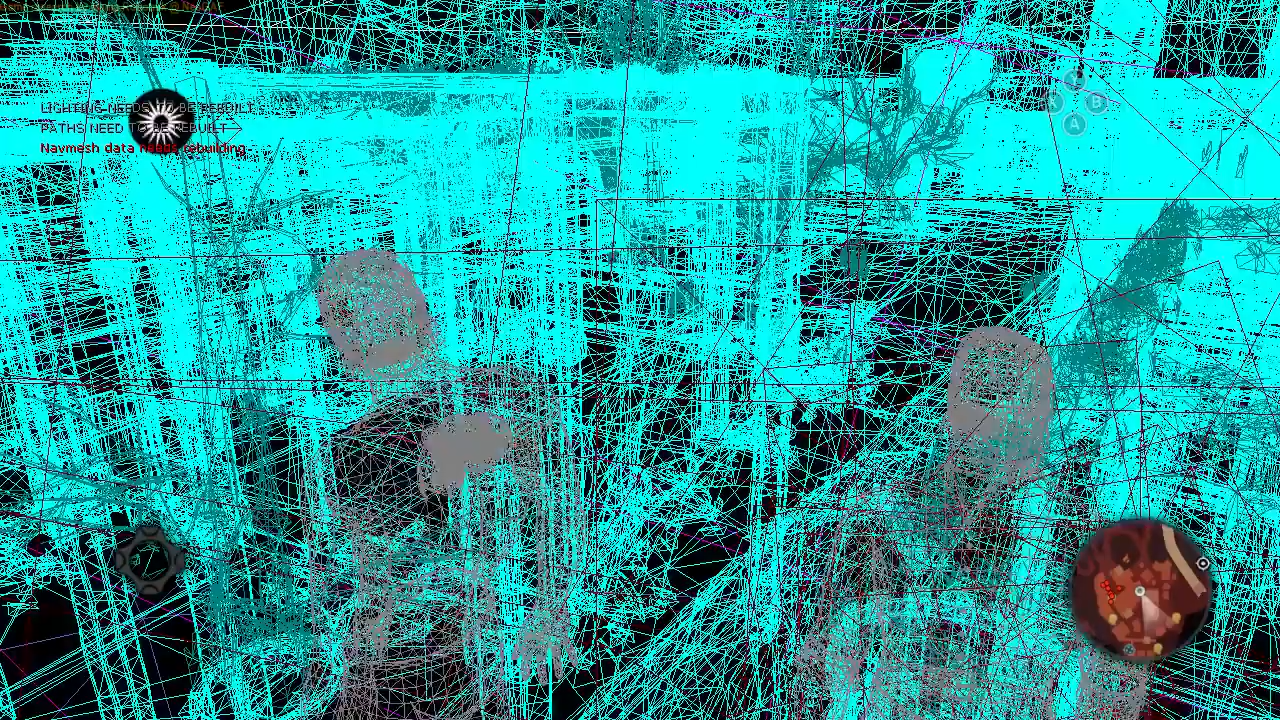 LIGHTING NEEDS TO BE REBUILT
PATHS NEED TO BE REBUILT
Navmesh data needs rebuilding
B
A